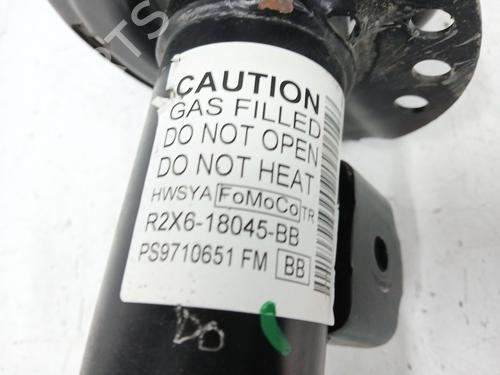 CAUTION
GAS FILLED
DO NOT OPEN
DO NOT HEAT
HWSYA FoMoCo TR
R2X6-18045-BB
PS9710651 FM BB